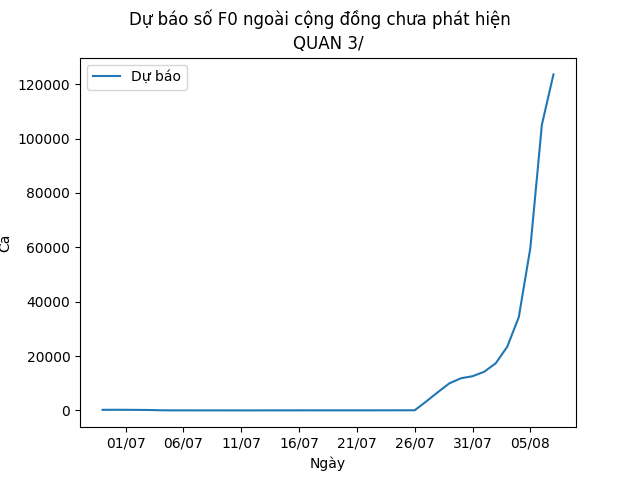 Dự báo số F0 ngoài cộng đồng chưa phát hiện
QUAN 3/
Dự báo
120000
100000
80000
60000
40000
20000
0
Ca
01/07 06/07 11/07 16/07 21/07 26/07 31/07 05/08
Ngày